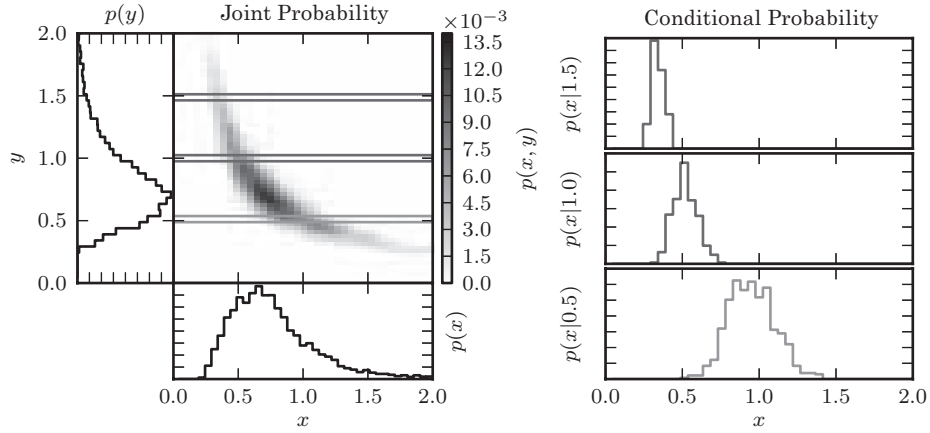 p(y)
Joint Probability
×10⁻³
Conditional Probability
2.0
1.5
1.0
0.5
0.0
y
13.5
12.0
10.5
9.0
7.5
6.0
4.5
3.0
1.5
0.0
p(x, y)
p(x)
0.0 0.5 1.0 1.5 2.0
x
p(x|1.5)
p(x|1.0)
p(x|0.5)
0.0 0.5 1.0 1.5 2.0
x